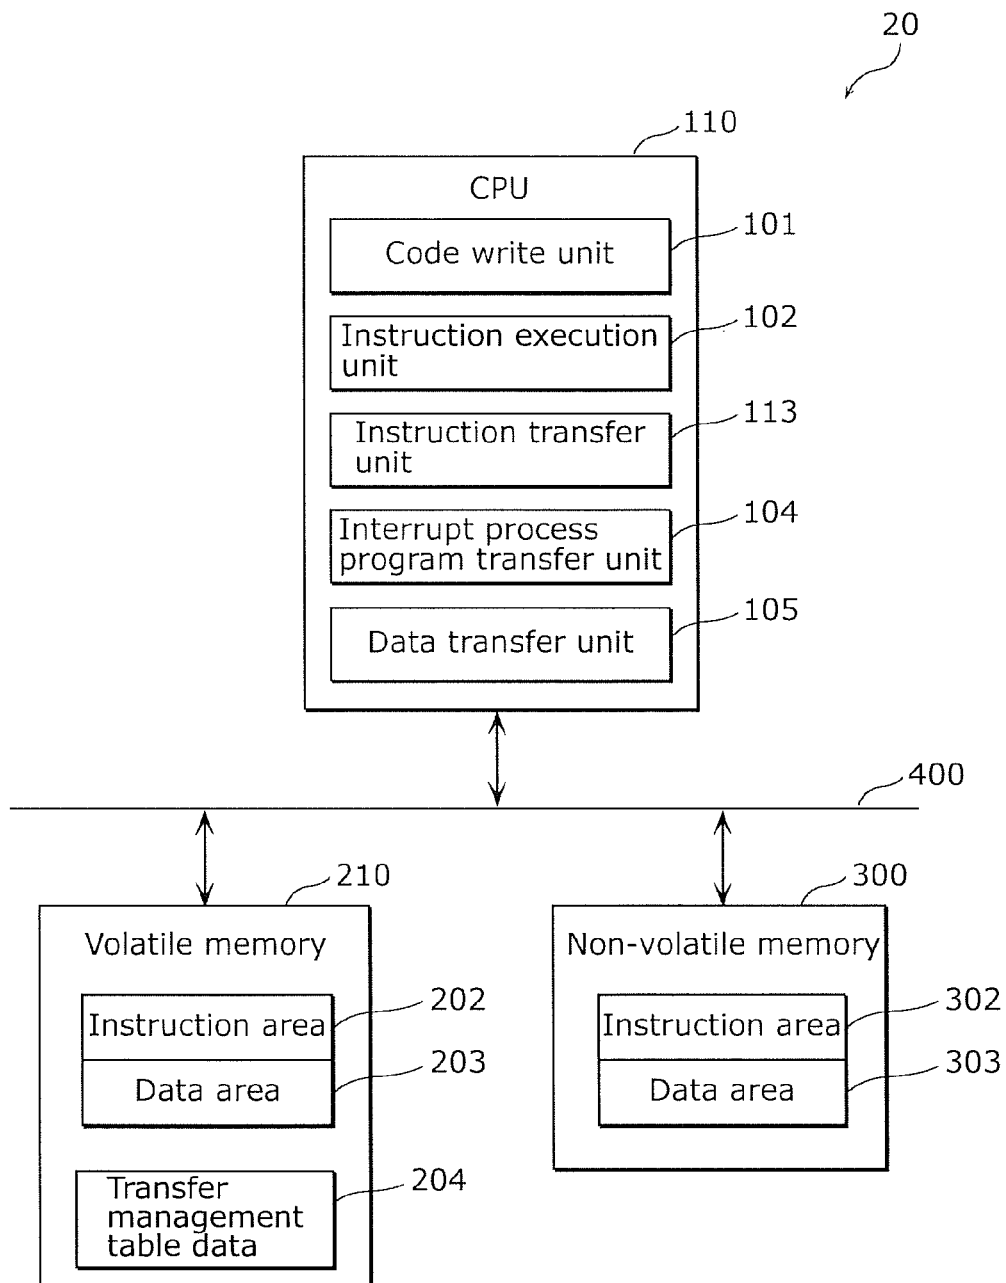 20
110
CPU
Code write unit
101
Instruction execution
unit
102
Instruction transfer
unit
113
Interrupt process
program transfer unit
104
Data transfer unit
105
400
210
Volatile memory
Instruction area
202
Data area
203
Transfer
management
table data
204
300
Non-volatile memory
Instruction area
302
Data area
303